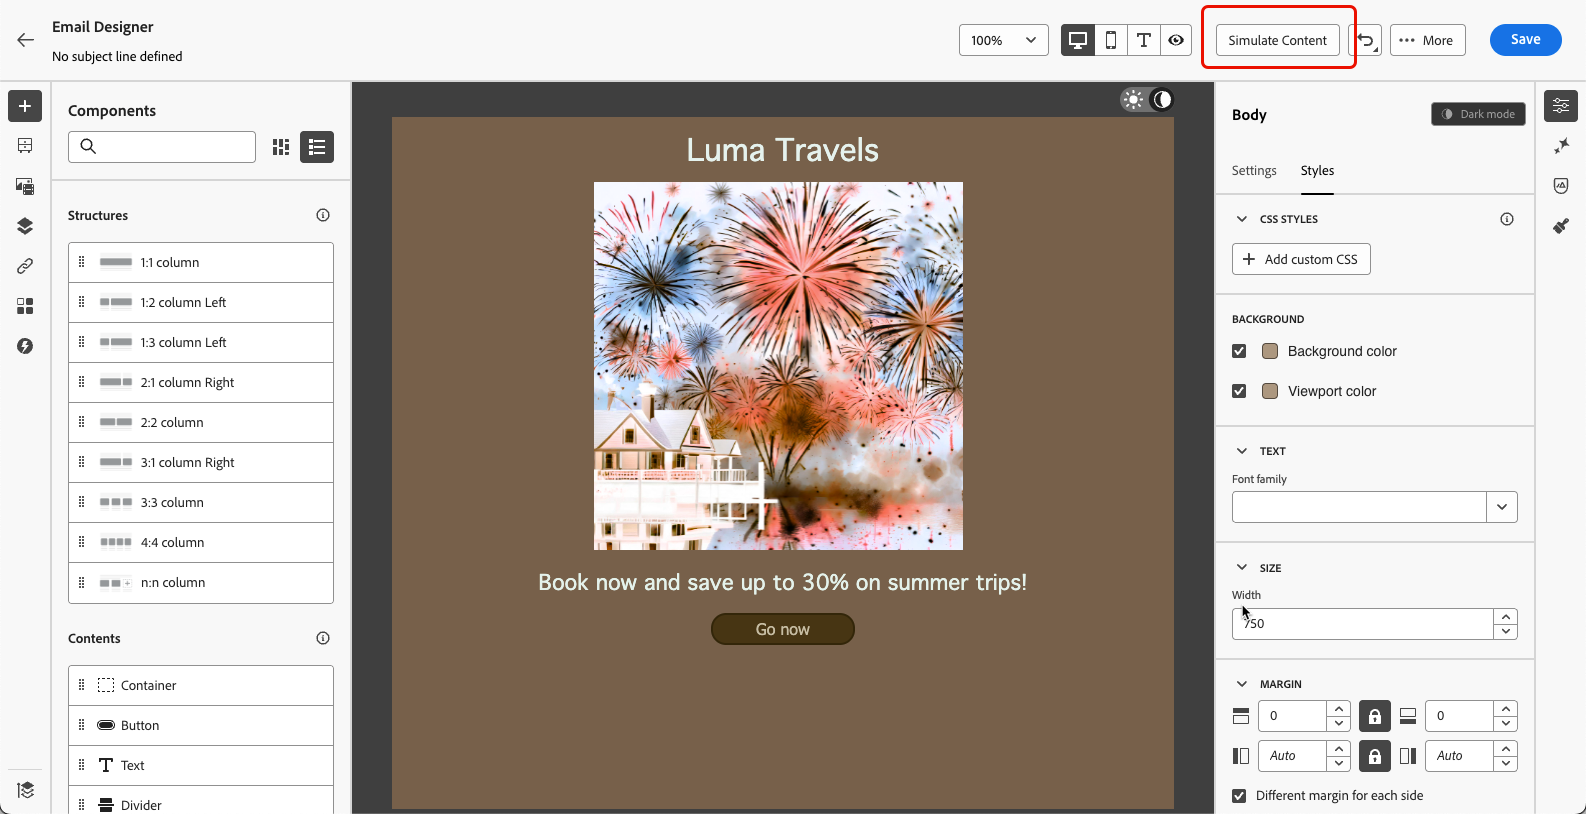 Email Designer
No subject line defined
100%
Simulate Content
More
Save
Components
Structures
1:1 column
1:2 column Left
1:3 column Left
2:1 column Right
2:2 column
3:1 column Right
3:3 column
4:4 column
n:n column
Contents
Container
Button
Text
Divider
Luma Travels
Book now and save up to 30% on summer trips!
Go now
Body
Dark mode
Settings
Styles
CSS STYLES
Add custom CSS
BACKGROUND
Background color
Viewport color
TEXT
Font family
SIZE
Width
750
MARGIN
0
0
Auto
Auto
Different margin for each side